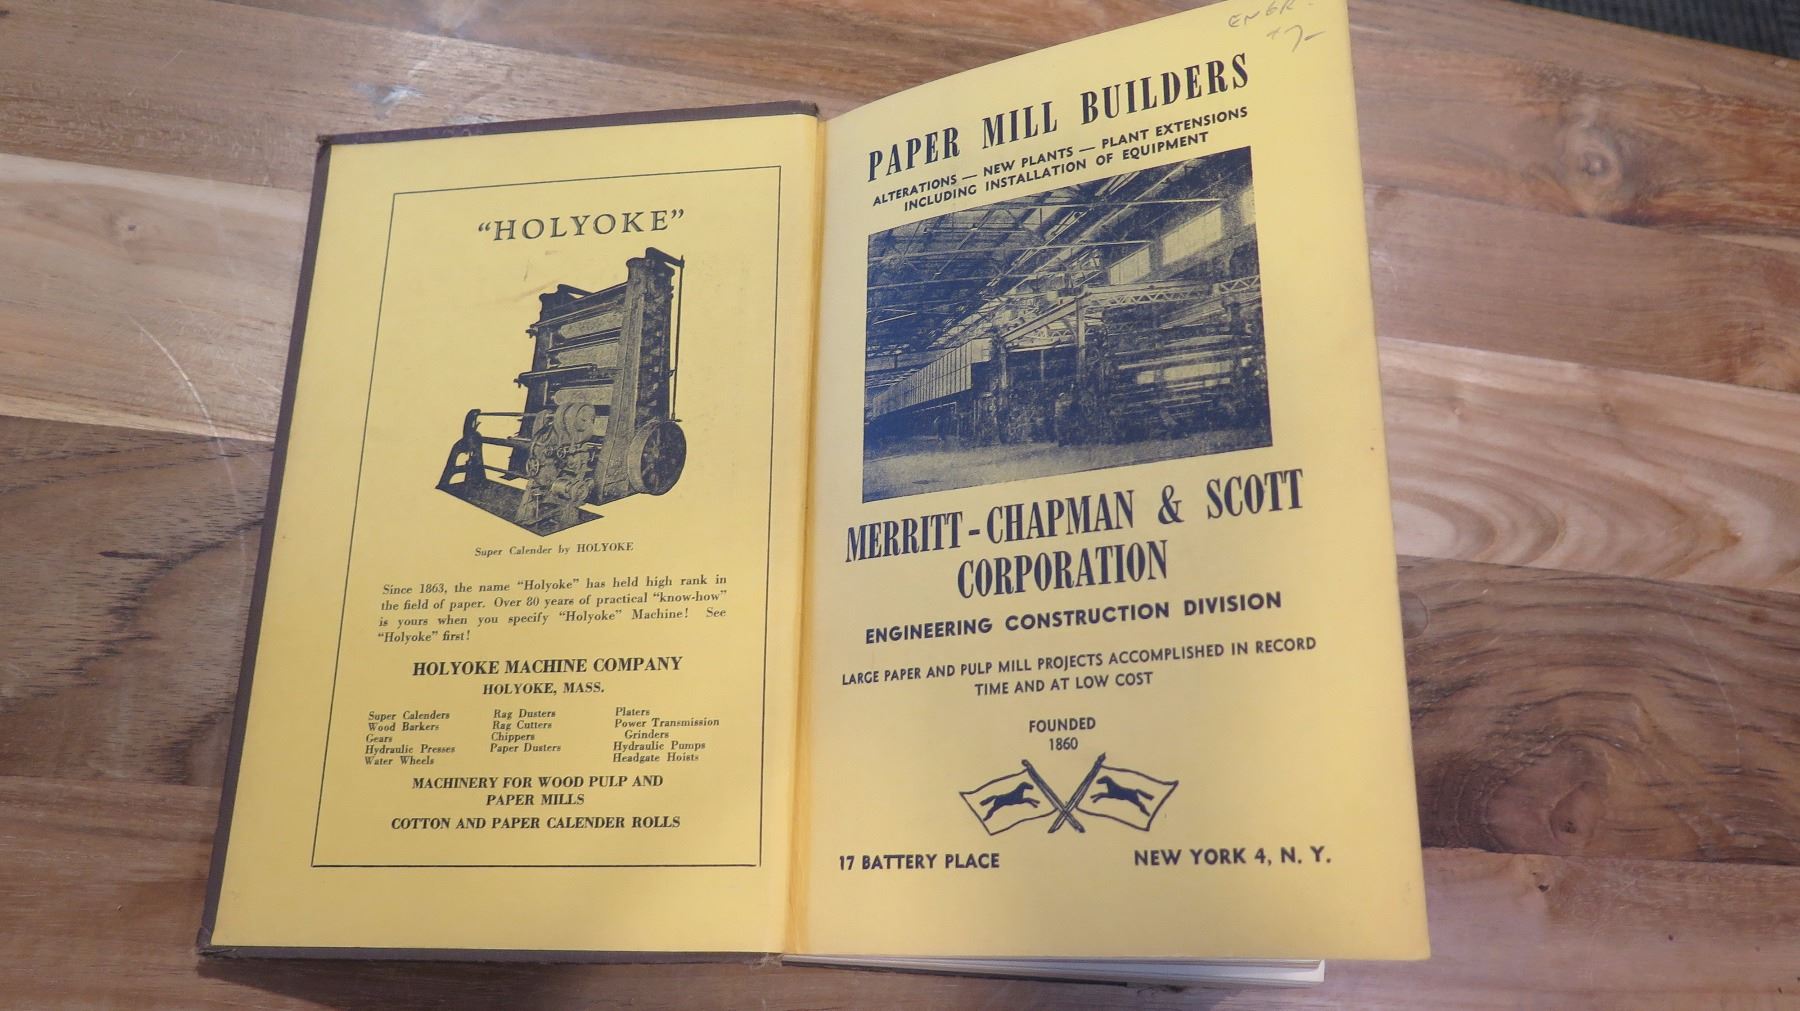 "HOLYOKE"
Super Calender by HOLYOKE
Since 1863, the name "Holyoke" has held high rank in
the field of paper. Over 80 years of practical "know-how"
is yours when you specify "Holyoke" Machine! See
"Holyoke" first!
HOLYOKE MACHINE COMPANY
HOLYOKE, MASS.
Super Calenders
Wood Barkers
Gears
Hydraulic Presses
Water Wheels
Rag Dusters
Rag Cutters
Chippers
Paper Dusters
Platers
Power Transmission
Grinders
Hydraulic Pumps
Headgate Hoists
MACHINERY FOR WOOD PULP AND
PAPER MILLS
COTTON AND PAPER CALENDER ROLLS
ENGR.
PAPER MILL BUILDERS
ALTERATIONS — NEW PLANTS — PLANT EXTENSIONS
INCLUDING INSTALLATION OF EQUIPMENT
MERRITT-CHAPMAN & SCOTT
CORPORATION
ENGINEERING CONSTRUCTION DIVISION
LARGE PAPER AND PULP MILL PROJECTS ACCOMPLISHED IN RECORD
TIME AND AT LOW COST
FOUNDED
1860
17 BATTERY PLACE NEW YORK 4, N. Y.